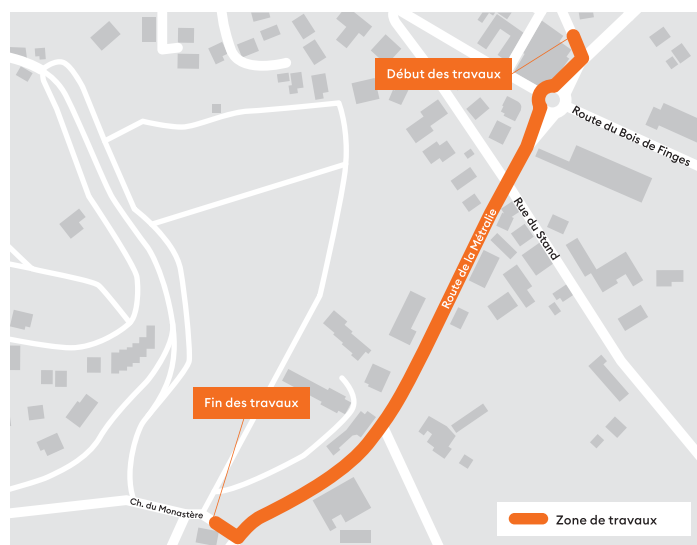 Début des travaux
Route du Bois de Finges
Rue du Stand
Route de la Métralie
Fin des travaux
Ch. du Monastère
Zone de travaux